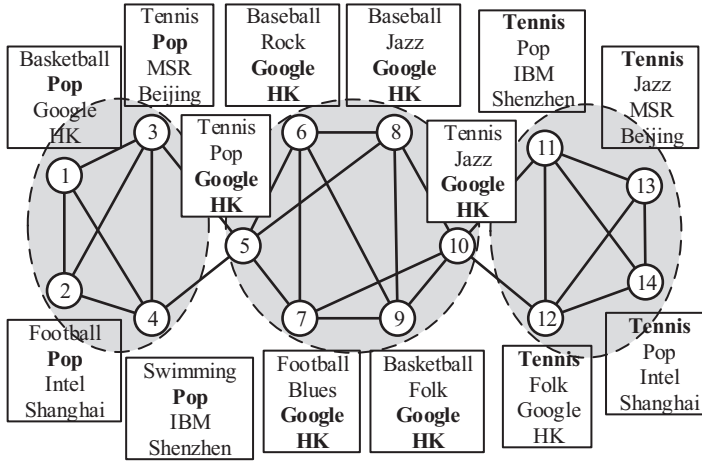 Basketball
Pop
Google
HK
Tennis
Pop
MSR
Beijing
Baseball
Rock
Google
HK
Baseball
Jazz
Google
HK
Tennis
Pop
IBM
Shenzhen
Tennis
Jazz
MSR
Beijing
Tennis
Pop
Google
HK
Tennis
Jazz
Google
HK
3
6
8
11
1
13
5
10
2
14
4
7
9
12
Football
Pop
Intel
Shanghai
Swimming
Pop
IBM
Shenzhen
Football
Blues
Google
HK
Basketball
Folk
Google
HK
Tennis
Folk
Google
HK
Tennis
Pop
Intel
Shanghai